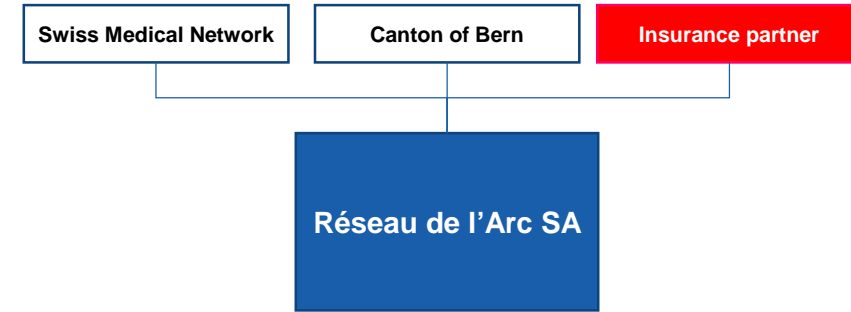 Swiss Medical Network
Canton of Bern
Insurance partner
Réseau de l’Arc SA